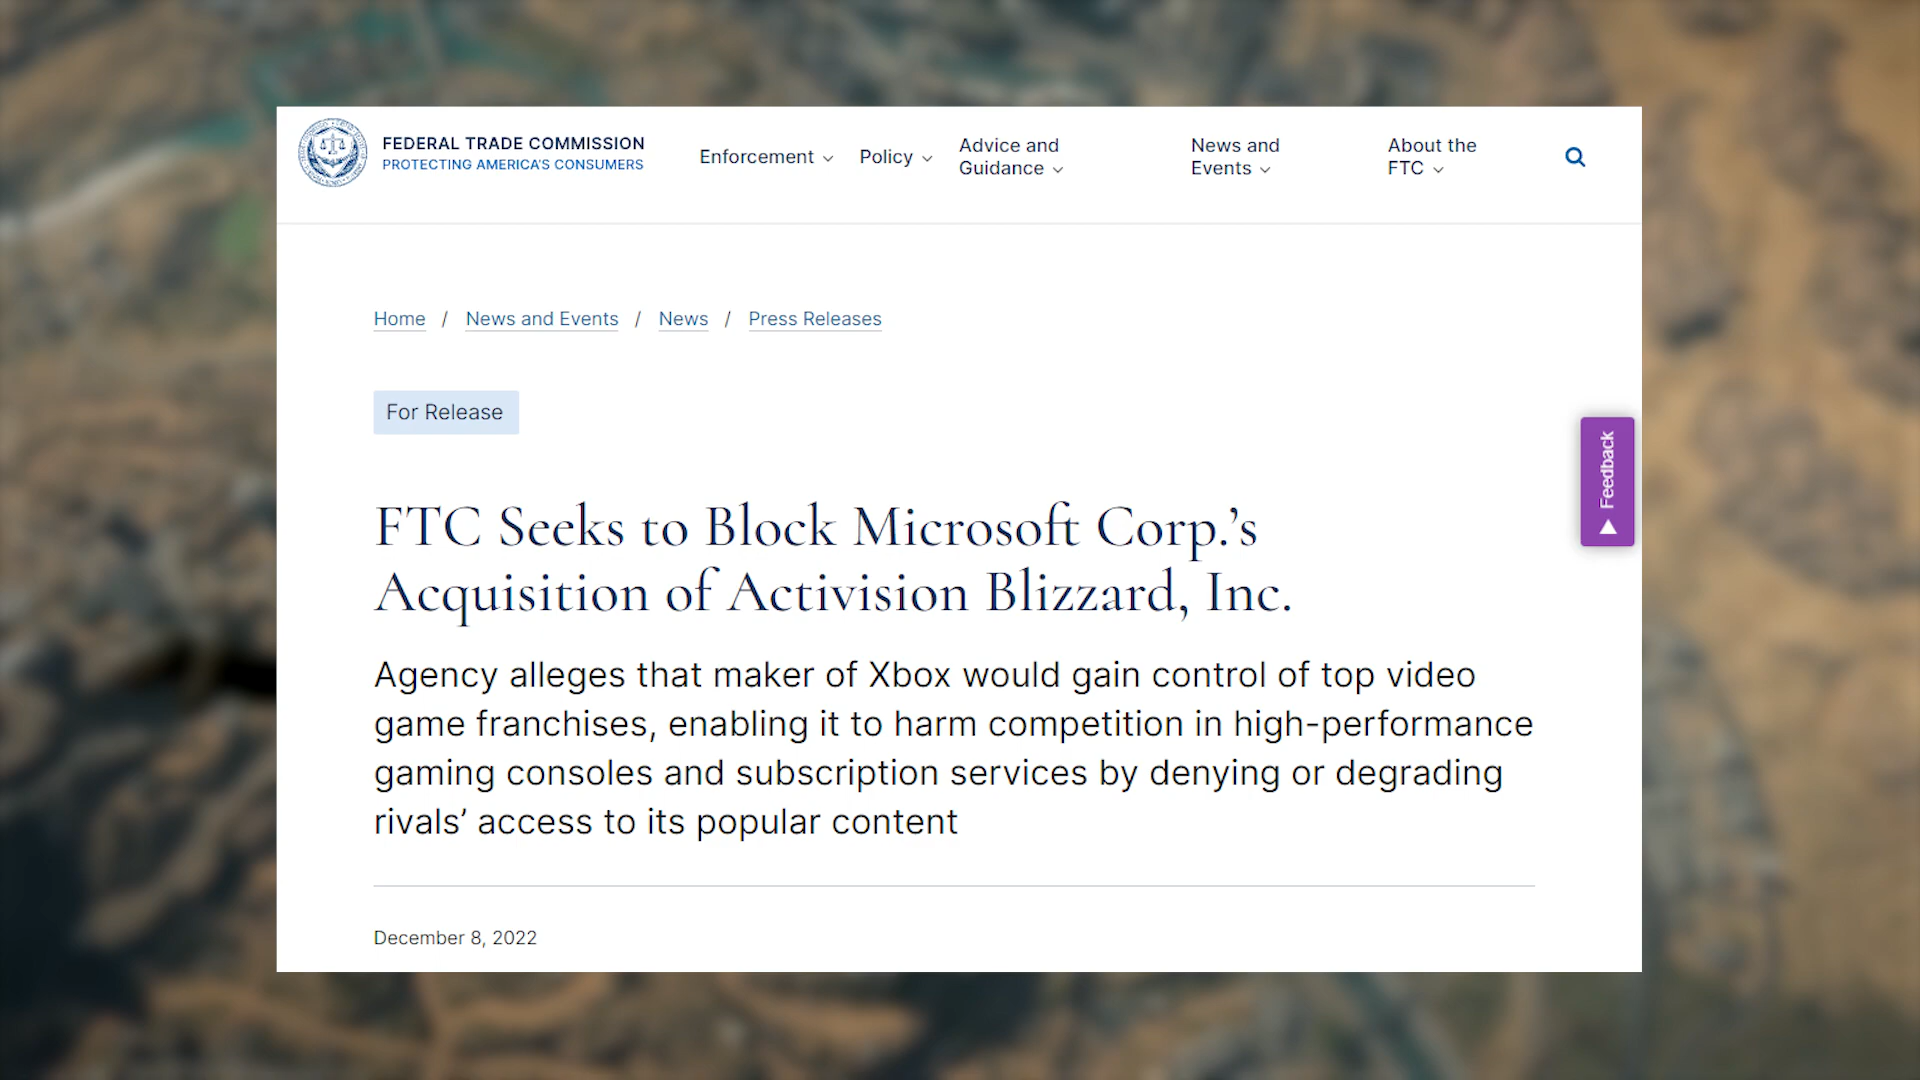 FEDERAL TRADE COMMISSION
PROTECTING AMERICA'S CONSUMERS
Enforcement
Policy
Advice and
Guidance
News and
Events
About the
FTC
Home / News and Events / News / Press Releases
For Release
Feedback
FTC Seeks to Block Microsoft Corp.’s
Acquisition of Activision Blizzard, Inc.
Agency alleges that maker of Xbox would gain control of top video
game franchises, enabling it to harm competition in high-performance
gaming consoles and subscription services by denying or degrading
rivals’ access to its popular content
December 8, 2022